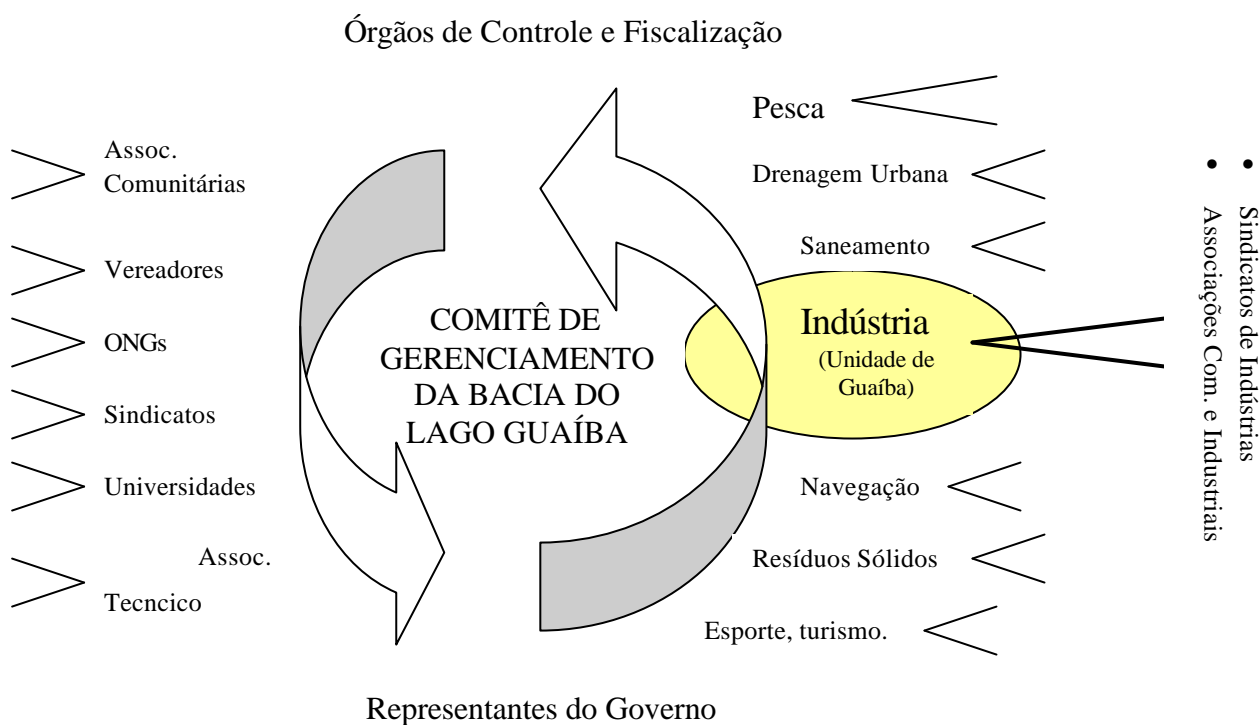 Órgãos de Controle e Fiscalização
Assoc.
Comunitárias
Vereadores
ONGs
Sindicatos
Universidades
Assoc.
Tecncico
COMITÊ DE
GERENCIAMENTO
DA BACIA DO
LAGO GUAÍBA
Pesca
Drenagem Urbana
Saneamento
Indústria
(Unidade de
Guaíba)
Navegação
Resíduos Sólidos
Esporte, turismo.
• Sindicatos de Indústrias
• Associações Com. e Industriais
Representantes do Governo